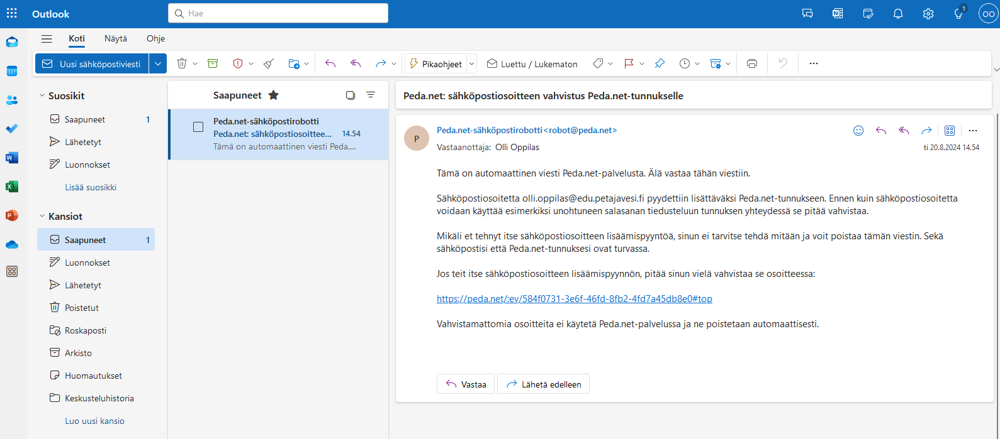 Outlook
Hae
1
OO
Koti
Näytä
Ohje
Uusi sähköpostiviesti
Pikaohjeet
Luettu / Lukematon
Suosikit
Saapuneet 1
Lähetetyt
Luonnokset
Lisää suosikki
Kansiot
Saapuneet 1
Luonnokset
Lähetetyt
Poistetut
Roskaposti
Arkisto
Huomautukset
Keskusteluhistoria
Luo uusi kansio
Saapuneet
Peda.net-sähköpostirobotti
Peda.net: sähköpostiosoittee... 14.54
Tämä on automaattinen viesti Peda....
Peda.net: sähköpostiosoitteen vahvistus Peda.net-tunnukselle
P
Peda.net-sähköpostirobotti<robot@peda.net>
Vastaanottaja: Olli Oppilas
ti 20.8.2024 14.54
Tämä on automaattinen viesti Peda.net-palvelusta. Älä vastaa tähän viestiin.
Sähköpostiosoitetta olli.oppilas@edu.petajavesi.fi pyydettiin lisättäväksi Peda.net-tunnukseen. Ennen kuin sähköpostiosoitetta
voidaan käyttää esimerkiksi unohtuneen salasanan tiedusteluun tunnuksen yhteydessä se pitää vahvistaa.
Mikäli et tehnyt itse sähköpostiosoitteen lisäämispyyntöä, sinun ei tarvitse tehdä mitään ja voit poistaa tämän viestin. Sekä
sähköpostisi että Peda.net-tunnuksesi ovat turvassa.
Jos teit itse sähköpostiosoitteen lisäämispyynnön, pitää sinun vielä vahvistaa se osoitteessa:
https://peda.net/:ev/584f0731-3e6f-46fd-8fb2-4fd7a45db8e0#top
Vahvistamattomia osoitteita ei käytetä Peda.net-palvelussa ja ne poistetaan automaattisesti.
Vastaa
Lähetä edelleen